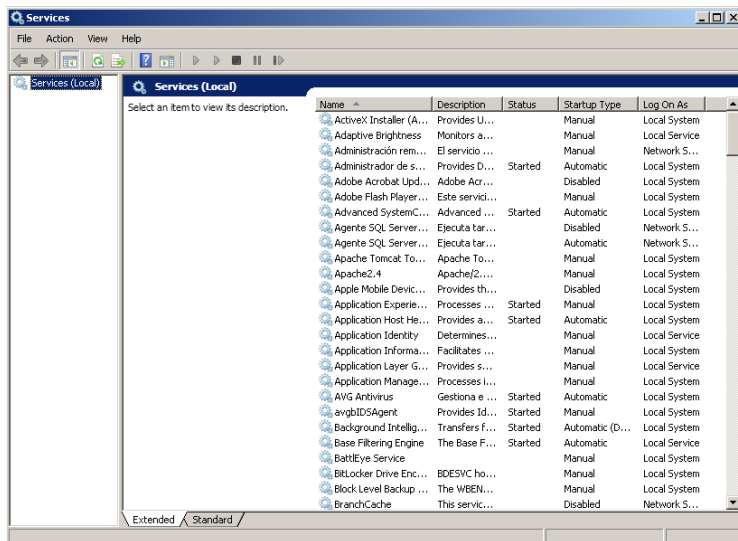 Services
File Action View Help
Services (Local)
Services (Local)
Select an item to view its description.
Name Description Status Startup Type Log On As
ActiveX Installer (A... Provides U... Manual Local System
Adaptive Brightness Monitors a... Manual Local Service
Administración rem... El servicio ... Manual Network S...
Administrador de s... Provides D... Started Automatic Local System
Adobe Acrobat Upd... Adobe Acr... Disabled Local System
Adobe Flash Player... Este servici... Manual Local System
Advanced SystemC... Advanced ... Started Automatic Local System
Agente SQL Server... Ejecuta tar... Disabled Network S...
Agente SQL Server... Ejecuta tar... Automatic Network S...
Apache Tomcat To... Apache To... Manual Local System
Apache2.4 Apache/2.... Manual Local System
Apple Mobile Devic... Provides th... Disabled Local System
Application Experie... Processes ... Started Manual Local System
Application Host He... Provides a... Started Automatic Local System
Application Identity Determines... Manual Local Service
Application Informa... Facilitates ... Manual Local System
Application Layer G... Provides s... Manual Local Service
Application Manage... Processes i... Manual Local System
AVG Antivirus Gestiona e ... Started Automatic Local System
avgbIDSAgent Provides Id... Started Manual Local System
Background Intellig... Transfers f... Started Automatic (D... Local System
Base Filtering Engine The Base F... Started Automatic Local Service
BattlEye Service Manual Local System
BitLocker Drive Enc... BDESVC ho... Manual Local System
Block Level Backup ... The WBEN... Manual Local System
BranchCache This servic... Disabled Network S...
Extended Standard